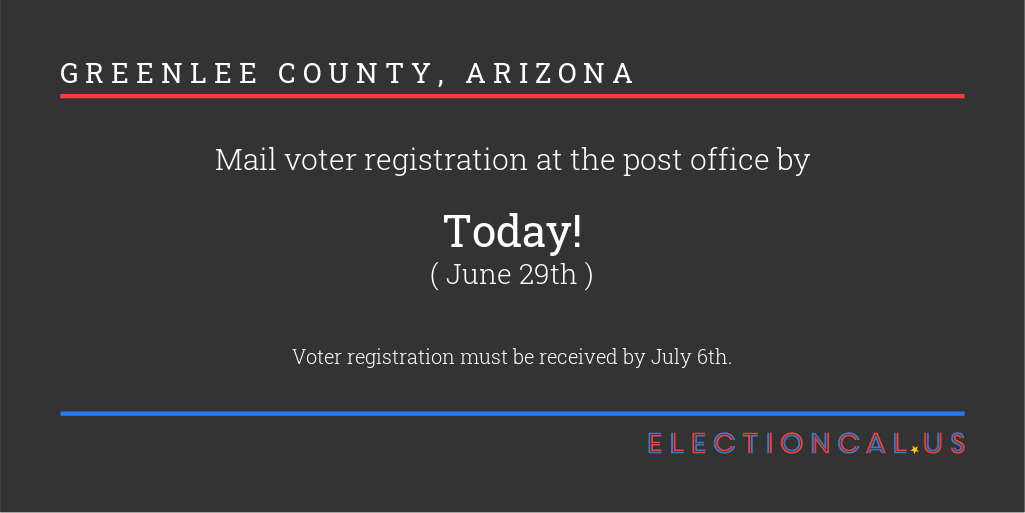 GREENLEE COUNTY, ARIZONA
Mail voter registration at the post office by
Today!
( June 29th )
Voter registration must be received by July 6th.
ELECTIONCAL.US